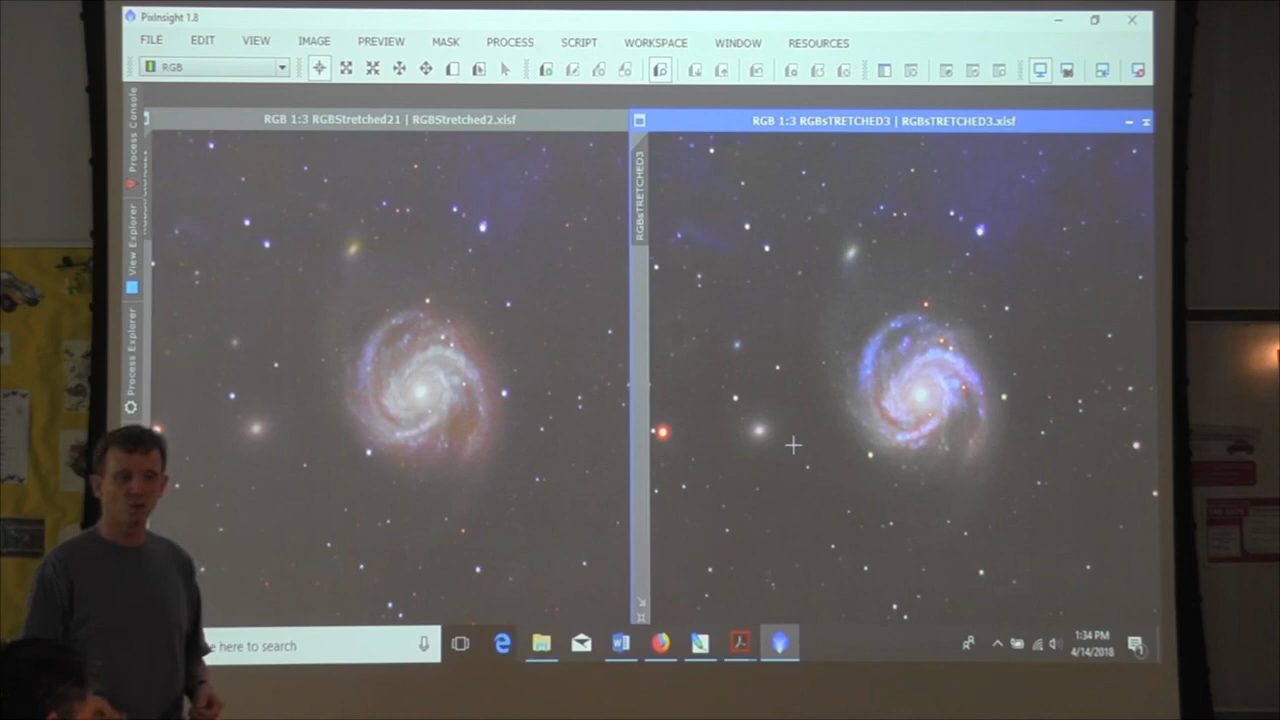 PixInsight 1.8
FILE EDIT VIEW IMAGE PREVIEW MASK PROCESS SCRIPT WORKSPACE WINDOW RESOURCES
RGB
RGB 1:3 RGBStretched21 | RGBStretched2.xisf
RGB 1:3 RGBsTRETCHED3 | RGBsTRETCHED3.xisf
Process Console
View Explorer
Process Explorer
RGBsTRETCHED3
e here to search
1:34 PM
4/14/2018
1